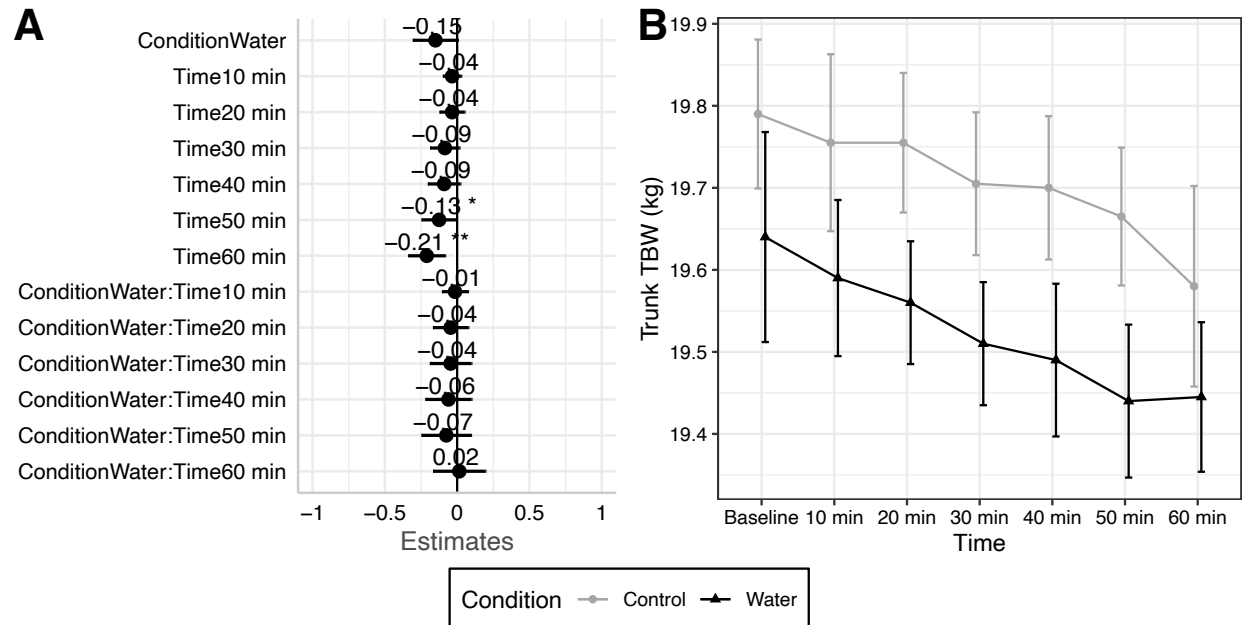 A
ConditionWater
−0.15
Time10 min
−0.04
Time20 min
−0.04
Time30 min
−0.09
Time40 min
−0.09
Time50 min
−0.13 *
Time60 min
−0.21 **
ConditionWater:Time10 min
−0.01
ConditionWater:Time20 min
−0.04
ConditionWater:Time30 min
−0.04
ConditionWater:Time40 min
−0.06
ConditionWater:Time50 min
−0.07
ConditionWater:Time60 min
0.02
−1 −0.5 0 0.5 1
Estimates
B
Trunk TBW (kg)
19.9
19.8
19.7
19.6
19.5
19.4
Baseline 10 min 20 min 30 min 40 min 50 min 60 min
Time
Condition Control Water